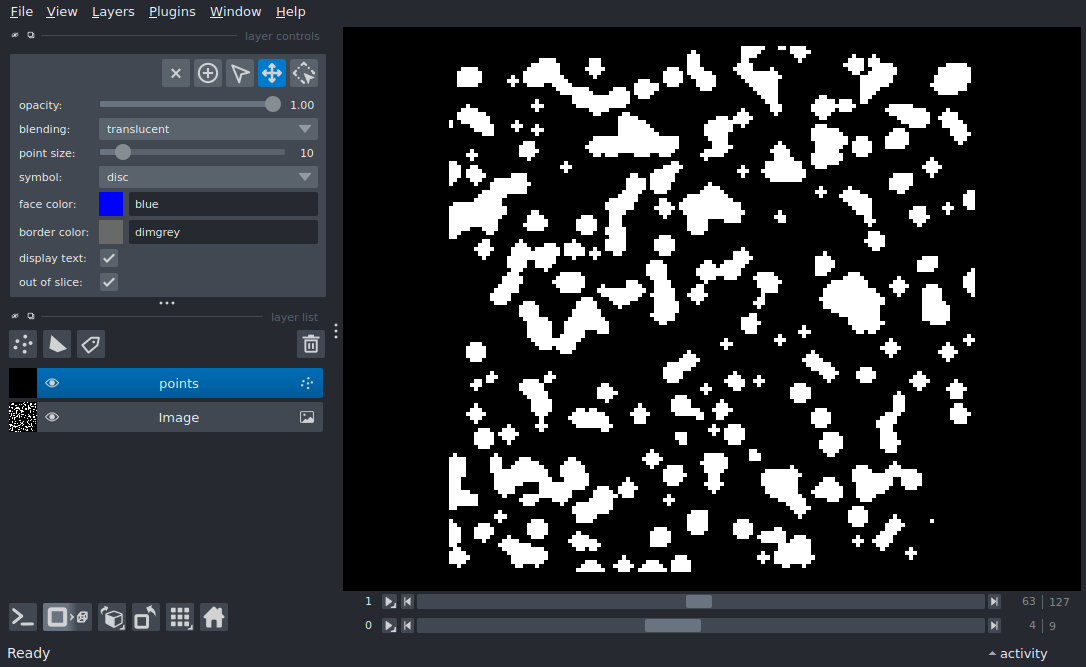 File View Layers Plugins Window Help
layer controls
opacity: 1.00
blending: translucent
point size: 10
symbol: disc
face color: blue
border color: dimgrey
display text:
out of slice:
layer list
points
Image
1 63 127
0 4 9
Ready activity